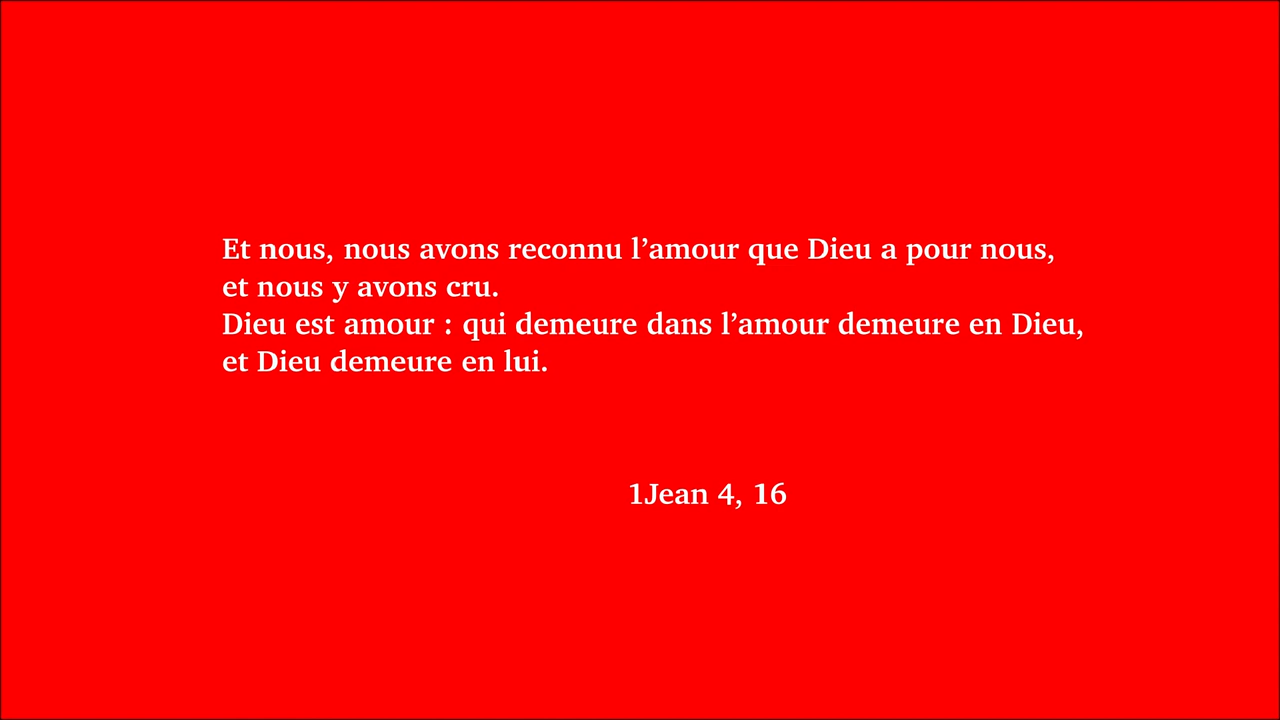 Et nous, nous avons reconnu l’amour que Dieu a pour nous,
et nous y avons cru.
Dieu est amour : qui demeure dans l’amour demeure en Dieu,
et Dieu demeure en lui.
1Jean 4, 16